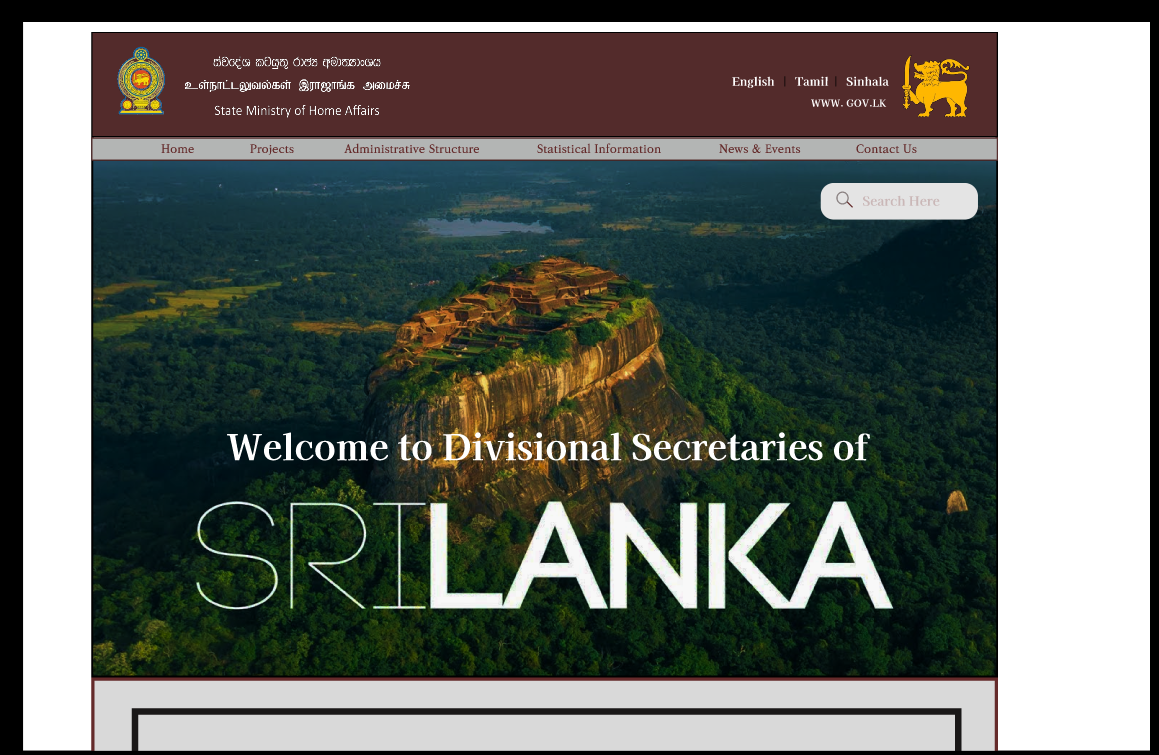 ස්වදේශ කටයුතු රාජ්‍ය අමාත්‍යාංශය
உள்நாட்டலுவல்கள் இராஜாங்க அமைச்சு
State Ministry of Home Affairs
English | Tamil | Sinhala
WWW. GOV.LK
Home Projects Administrative Structure Statistical Information News & Events Contact Us
Search Here
Welcome to Divisional Secretaries of
SRILANKA